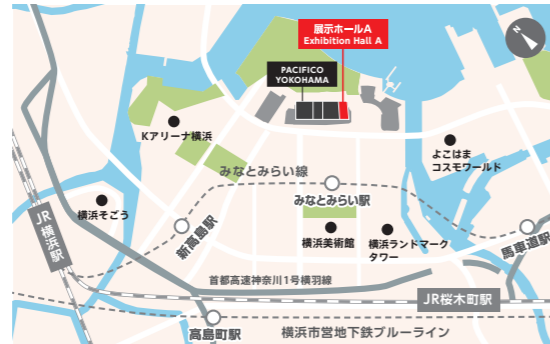 展示ホールA
Exhibition Hall A
N
PACIFICO
YOKOHAMA
Kアリーナ横浜
よこはま
コスモワールド
みなとみらい線
みなとみらい駅
横浜そごう
新高島駅
横浜美術館
横浜ランドマーク
タワー
馬車道駅
JR横浜駅
首都高速神奈川1号横羽線
JR桜木町駅
高島町駅
横浜市営地下鉄ブルーライン